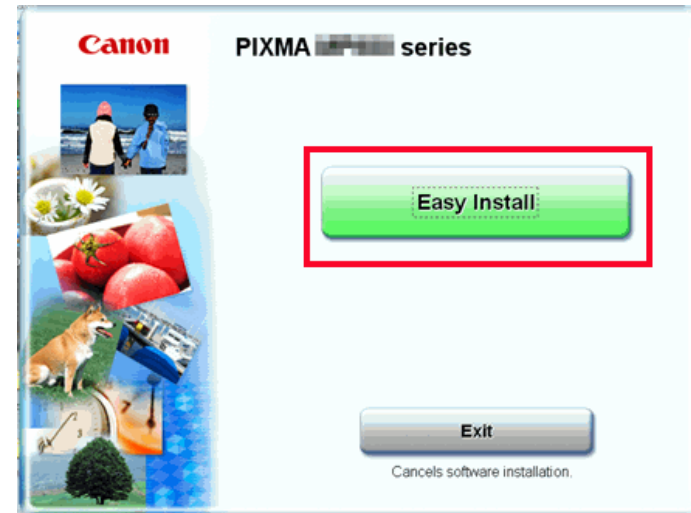 Canon
PIXMA series
Easy Install
Exit
Cancels software installation.